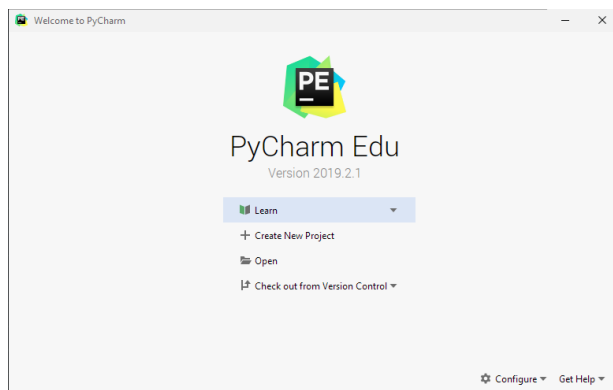 Welcome to PyCharm
PE
PyCharm Edu
Version 2019.2.1
Learn
Create New Project
Open
Check out from Version Control
Configure
Get Help